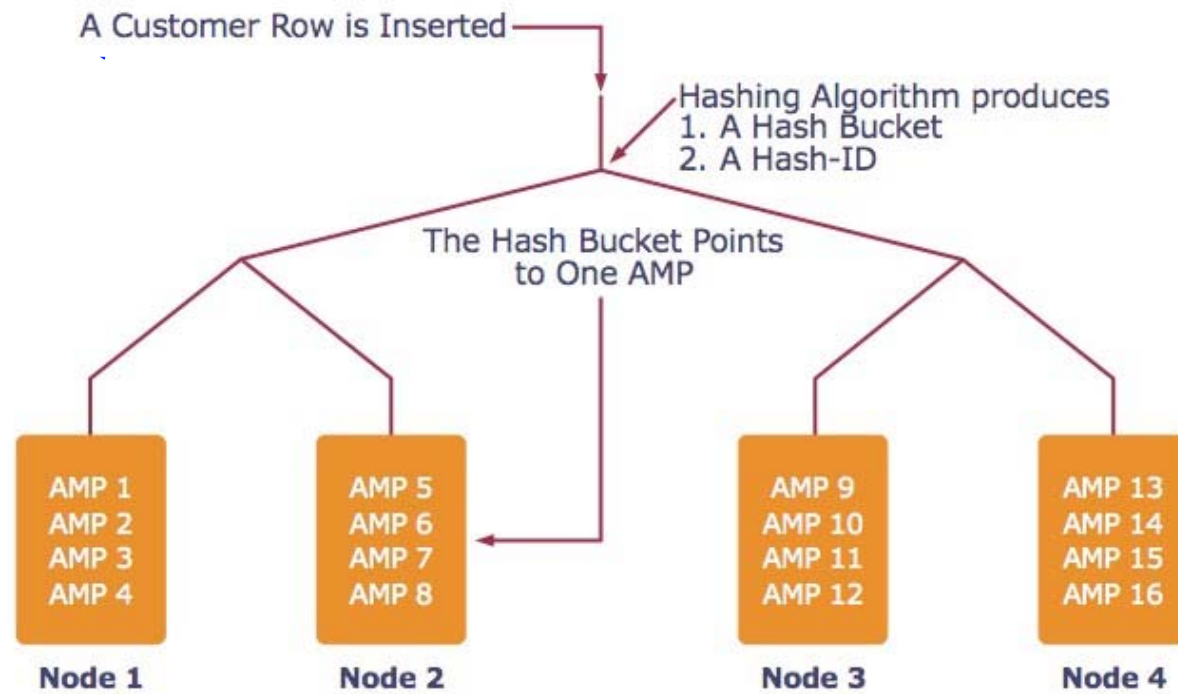 A Customer Row is Inserted
Hashing Algorithm produces
1. A Hash Bucket
2. A Hash-ID
The Hash Bucket Points
to One AMP
AMP 1
AMP 2
AMP 3
AMP 4
Node 1
AMP 5
AMP 6
AMP 7
AMP 8
Node 2
AMP 9
AMP 10
AMP 11
AMP 12
Node 3
AMP 13
AMP 14
AMP 15
AMP 16
Node 4